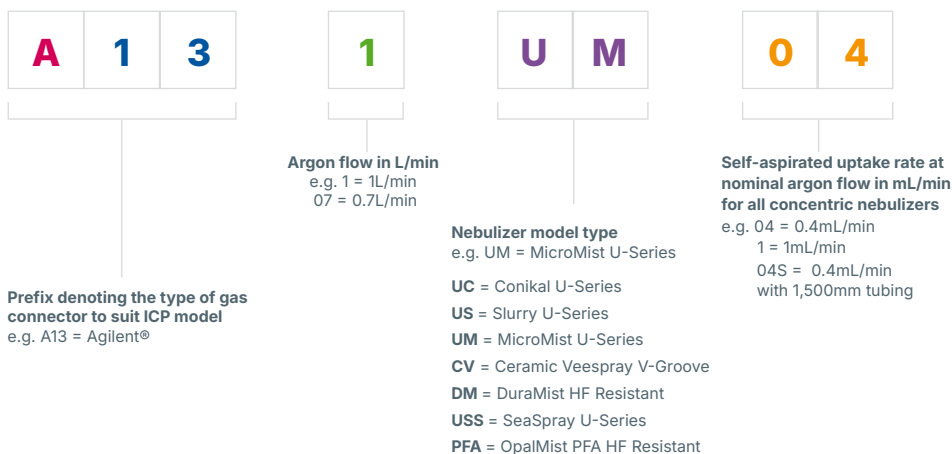 A 1 3 1 U M 0 4
Argon flow in L/min
e.g. 1 = 1L/min
07 = 0.7L/min
Self-aspirated uptake rate at
nominal argon flow in mL/min
for all concentric nebulizers
e.g. 04 = 0.4mL/min
1 = 1mL/min
04S = 0.4mL/min
with 1,500mm tubing
Nebulizer model type
e.g. UM = MicroMist U-Series
UC = Conikal U-Series
US = Slurry U-Series
UM = MicroMist U-Series
CV = Ceramic Veespray V-Groove
DM = DuraMist HF Resistant
USS = SeaSpray U-Series
PFA = OpalMist PFA HF Resistant
Prefix denoting the type of gas
connector to suit ICP model
e.g. A13 = Agilent®